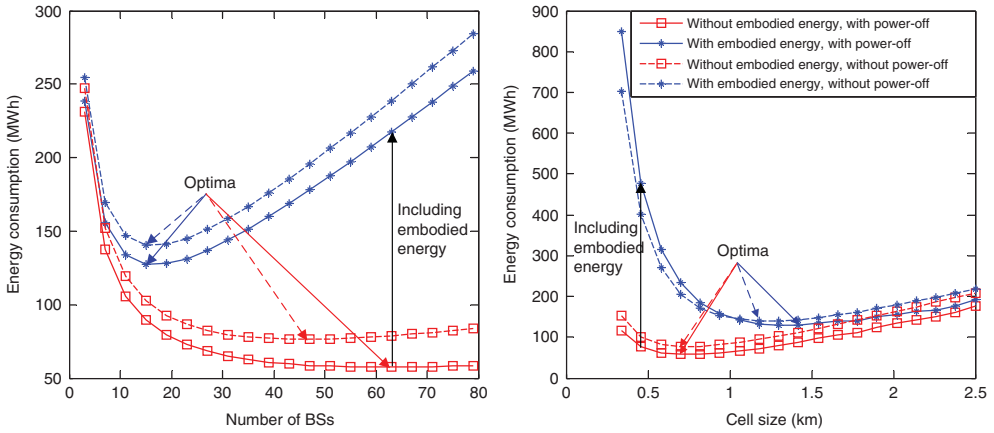 300
250
200
150
100
50
Energy consumption (MWh)
Optima
Including
embodied
energy
0 10 20 30 40 50 60 70 80
Number of BSs
900
800
700
600
500
400
300
200
100
0
Energy consumption (MWh)
Without embodied energy, with power-off
With embodied energy, with power-off
Without embodied energy, without power-off
With embodied energy, without power-off
Including
embodied
energy
Optima
0 0.5 1 1.5 2 2.5
Cell size (km)